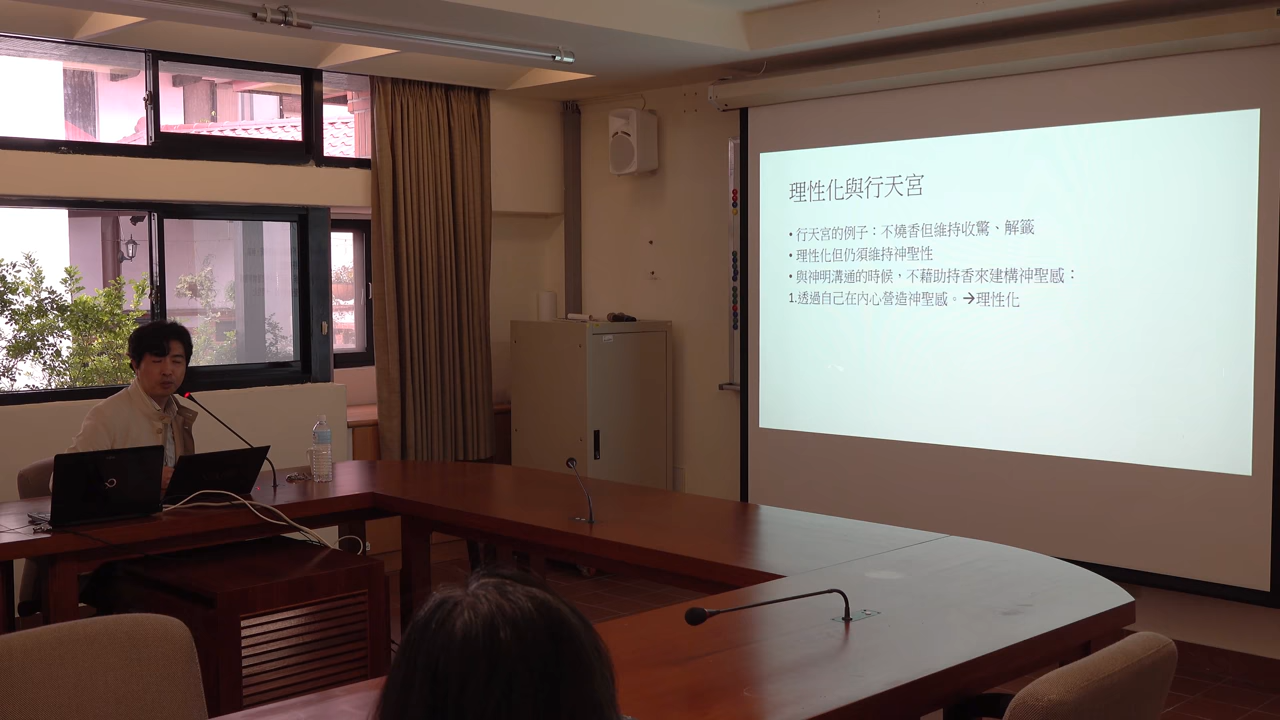 理性化與行天宮
• 行天宮的例子：不燒香但維持收驚、解籤
• 理性化但仍須維持神聖性
• 與神明溝通的時候，不藉助持香來建構神聖感：
1.透過自己在內心營造神聖感。→理性化